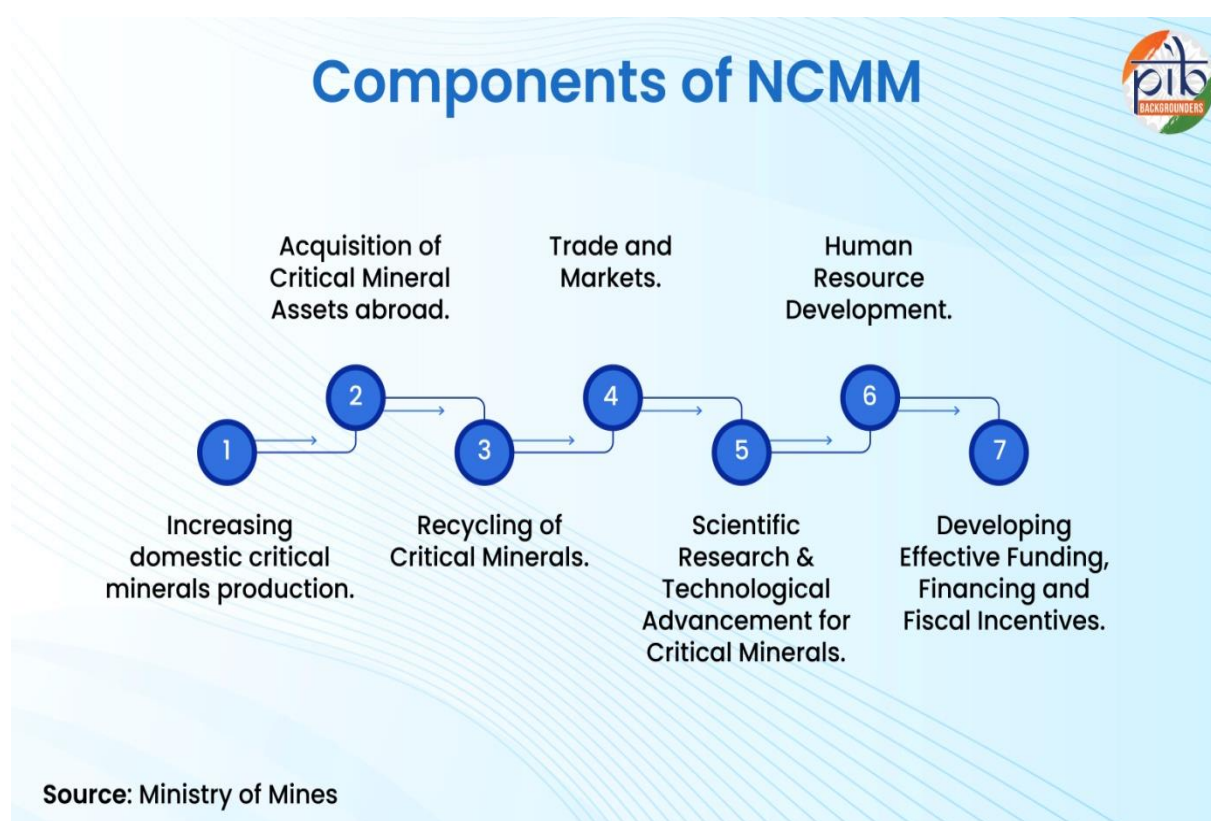 Components of NCMM
pib
BACKGROUNDERS
Acquisition of
Critical Mineral
Assets abroad.
Trade and
Markets.
Human
Resource
Development.
1
2
3
4
5
6
7
Increasing
domestic critical
minerals production.
Recycling of
Critical Minerals.
Scientific
Research &
Technological
Advancement for
Critical Minerals.
Developing
Effective Funding,
Financing and
Fiscal Incentives.
Source: Ministry of Mines